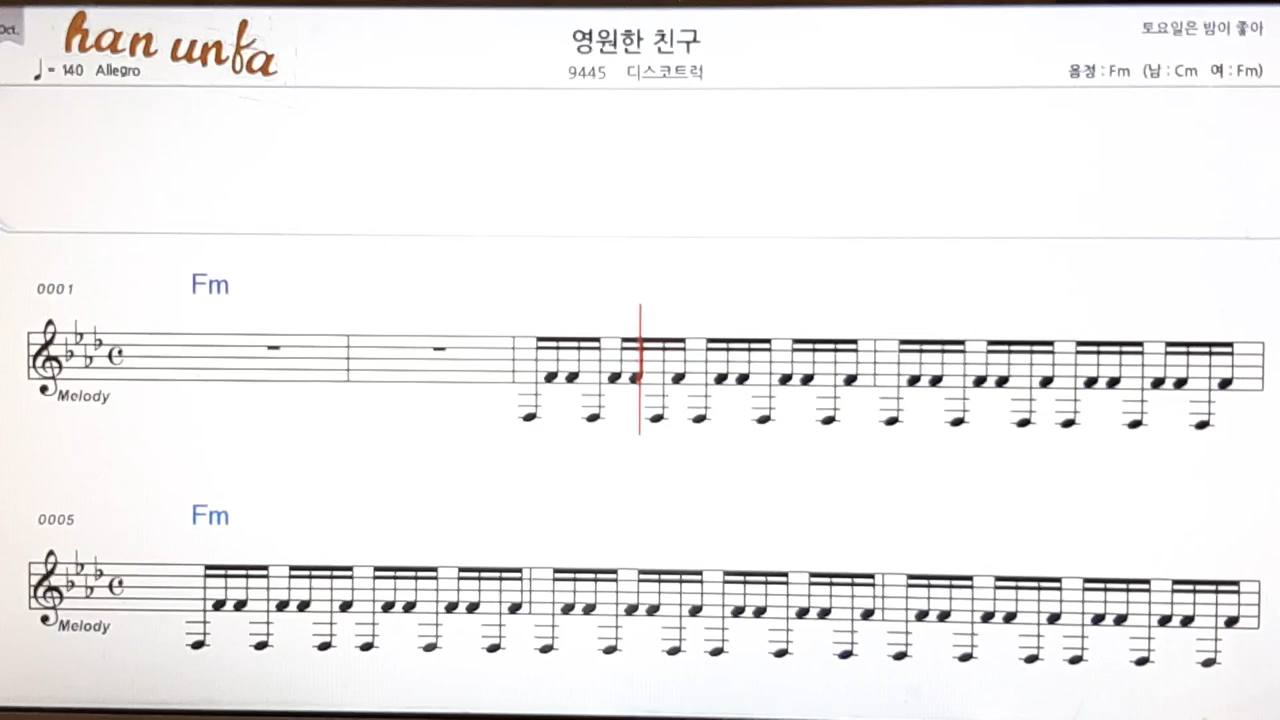 Oct.
han unfa
영원한 친구
토요일은 밤이 좋아
♩= 140 Allegro
9445 디스코트럭
음정 : Fm (남 : Cm 여 : Fm)
0001
Fm
Melody
0005
Fm
Melody